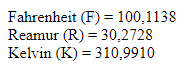 Fahrenheit (F) = 100,1138
Reamur (R) = 30,2728
Kelvin (K) = 310,9910